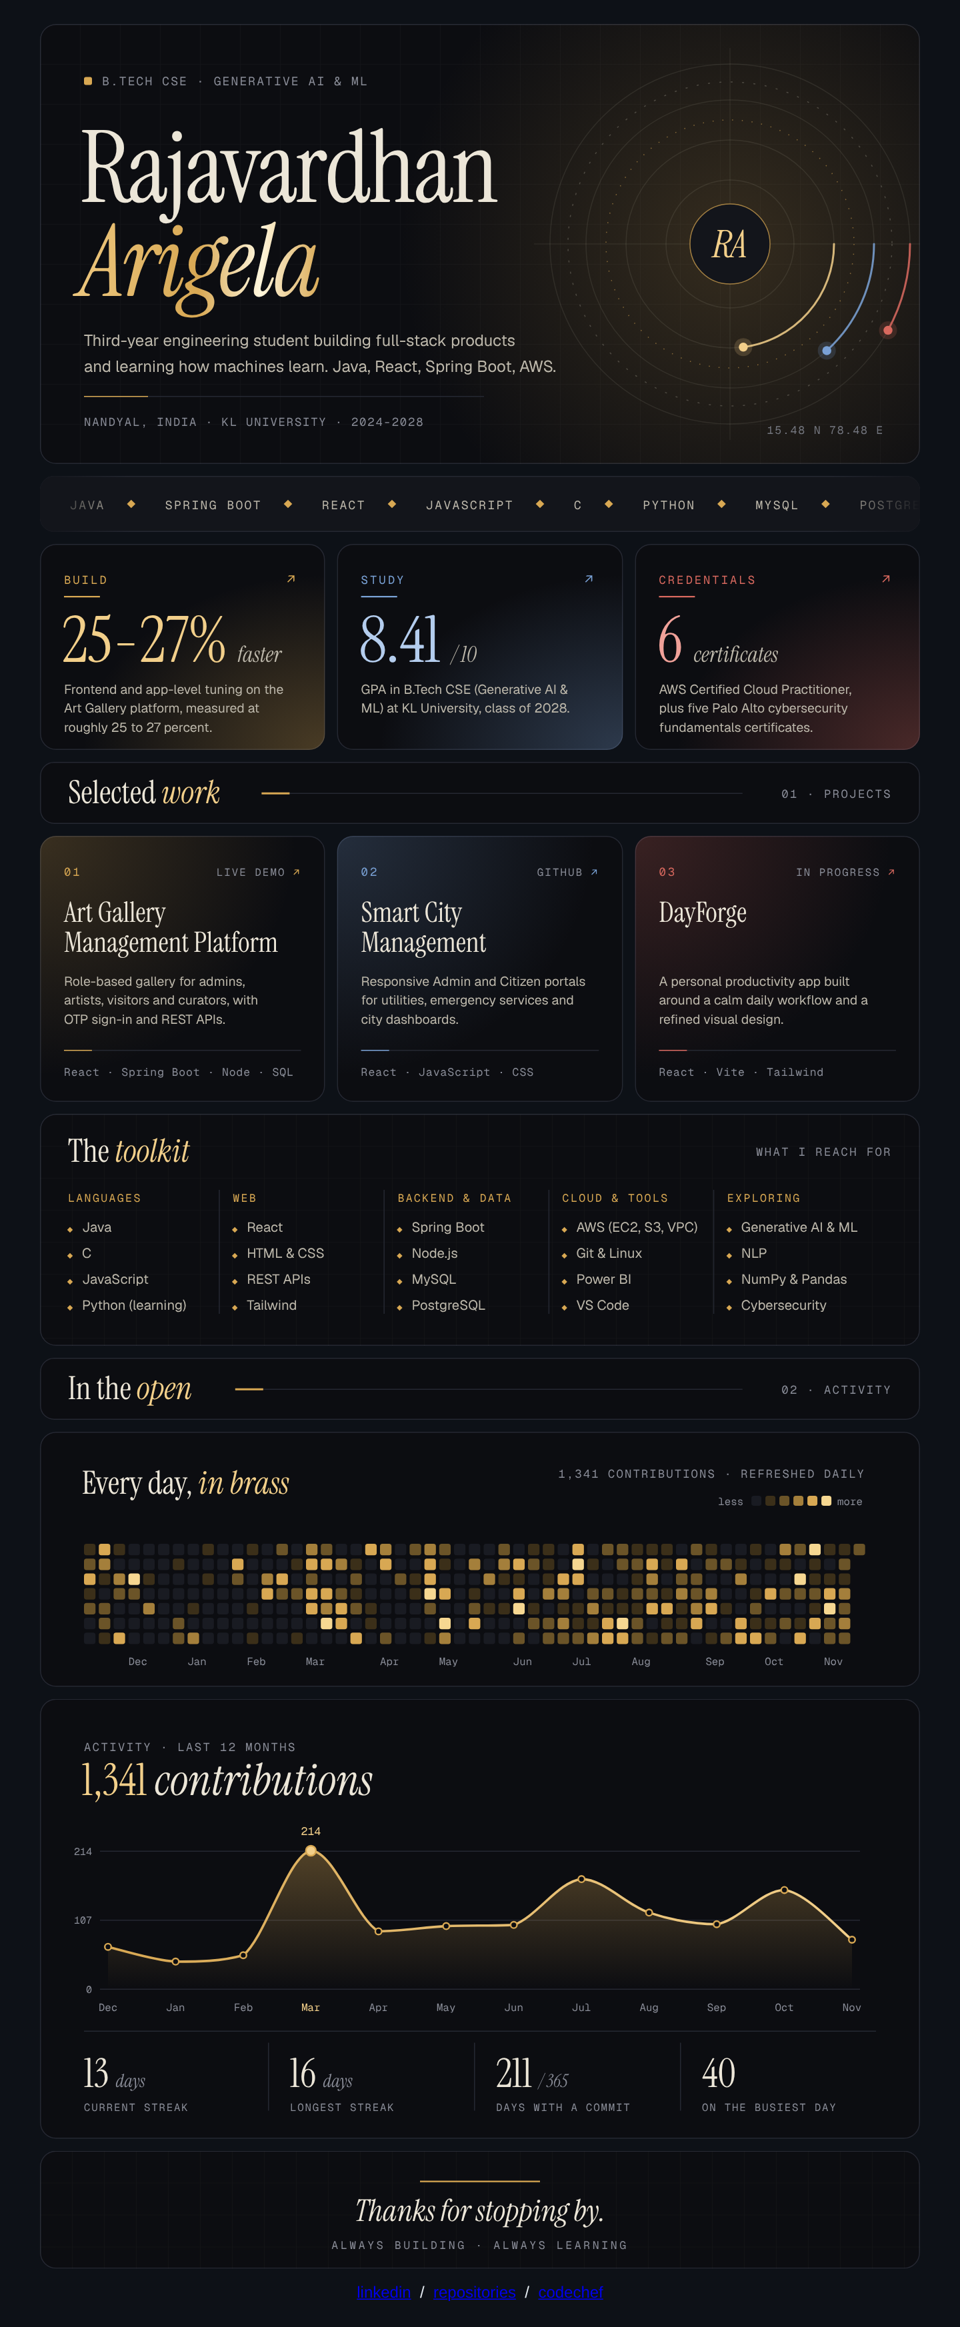 B.TECH CSE · GENERATIVE AI & ML
Rajavardhan
Arigela
RA
Third-year engineering student building full-stack products
and learning how machines learn. Java, React, Spring Boot, AWS.
NANDYAL, INDIA · KL UNIVERSITY · 2024-2028
15.48 N 78.48 E
JAVA ◆ SPRING BOOT ◆ REACT ◆ JAVASCRIPT ◆ C ◆ PYTHON ◆ MYSQL ◆ POSTGRE
BUILD ↗
25-27% faster
Frontend and app-level tuning on the
Art Gallery platform, measured at
roughly 25 to 27 percent.
STUDY ↗
8.41 /10
GPA in B.Tech CSE (Generative AI &
ML) at KL University, class of 2028.
CREDENTIALS ↗
6 certificates
AWS Certified Cloud Practitioner,
plus five Palo Alto cybersecurity
fundamentals certificates.
Selected work
01 · PROJECTS
01 LIVE DEMO ↗
Art Gallery
Management Platform
Role-based gallery for admins,
artists, visitors and curators, with
OTP sign-in and REST APIs.
React · Spring Boot · Node · SQL
02 GITHUB ↗
Smart City
Management
Responsive Admin and Citizen portals
for utilities, emergency services and
city dashboards.
React · JavaScript · CSS
03 IN PROGRESS ↗
DayForge
A personal productivity app built
around a calm daily workflow and a
refined visual design.
React · Vite · Tailwind
The toolkit
WHAT I REACH FOR
LANGUAGES
Java
C
JavaScript
Python (learning)
WEB
React
HTML & CSS
REST APIs
Tailwind
BACKEND & DATA
Spring Boot
Node.js
MySQL
PostgreSQL
CLOUD & TOOLS
AWS (EC2, S3, VPC)
Git & Linux
Power BI
VS Code
EXPLORING
Generative AI & ML
NLP
NumPy & Pandas
Cybersecurity
In the open
02 · ACTIVITY
Every day, in brass
1,341 CONTRIBUTIONS · REFRESHED DAILY
less more
Dec Jan Feb Mar Apr May Jun Jul Aug Sep Oct Nov
ACTIVITY · LAST 12 MONTHS
1,341 contributions
214
214
107
0
Dec Jan Feb Mar Apr May Jun Jul Aug Sep Oct Nov
13 days
CURRENT STREAK
16 days
LONGEST STREAK
211 /365
DAYS WITH A COMMIT
40
ON THE BUSIEST DAY
Thanks for stopping by.
ALWAYS BUILDING · ALWAYS LEARNING
linkedin / repositories / codechef